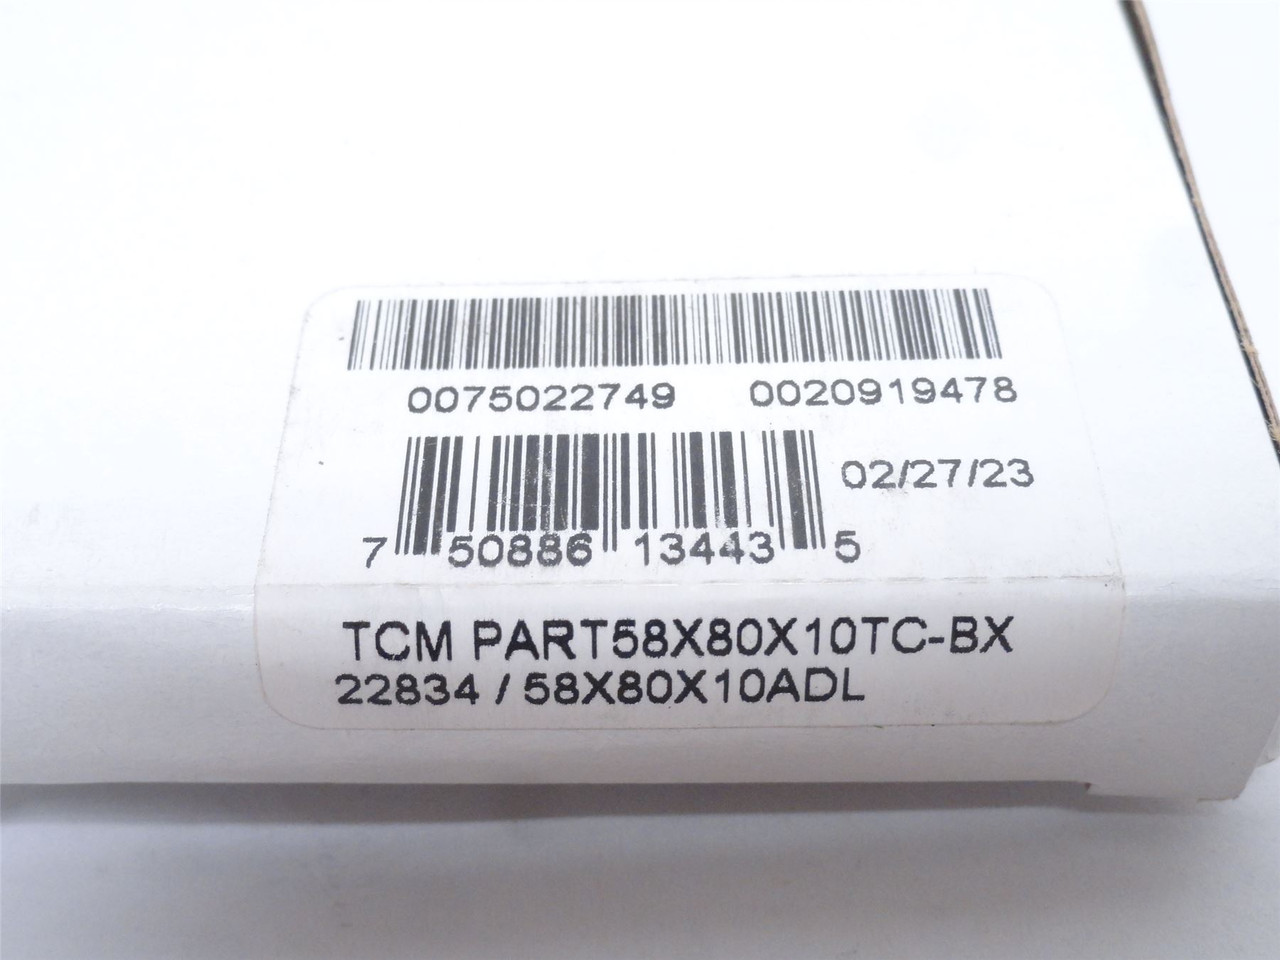 0075022749 0020919478
02/27/23
7 50886 13443 5
TCM PART58X80X10TC-BX
22834 / 58X80X10ADL